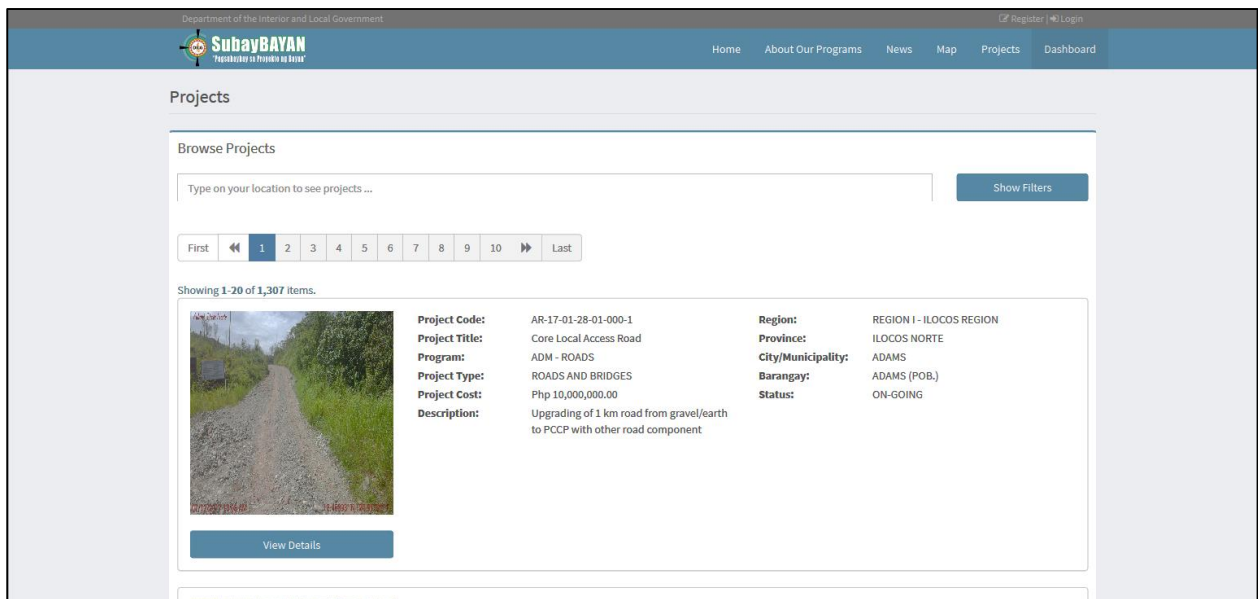 Department of the Interior and Local Government
Register | Login
SubayBAYAN
"Pagsubaybay sa Proyekto ng Bayan"
Home About Our Programs News Map Projects Dashboard
Projects
Browse Projects
Type on your location to see projects ...
Show Filters
First 1 2 3 4 5 6 7 8 9 10 Last
Showing 1-20 of 1,307 items.
Project Code: AR-17-01-28-01-000-1
Project Title: Core Local Access Road
Program: ADM - ROADS
Project Type: ROADS AND BRIDGES
Project Cost: Php 10,000,000.00
Description: Upgrading of 1 km road from gravel/earth
to PCCP with other road component
Region: REGION I - ILOCOS REGION
Province: ILOCOS NORTE
City/Municipality: ADAMS
Barangay: ADAMS (POB.)
Status: ON-GOING
View Details